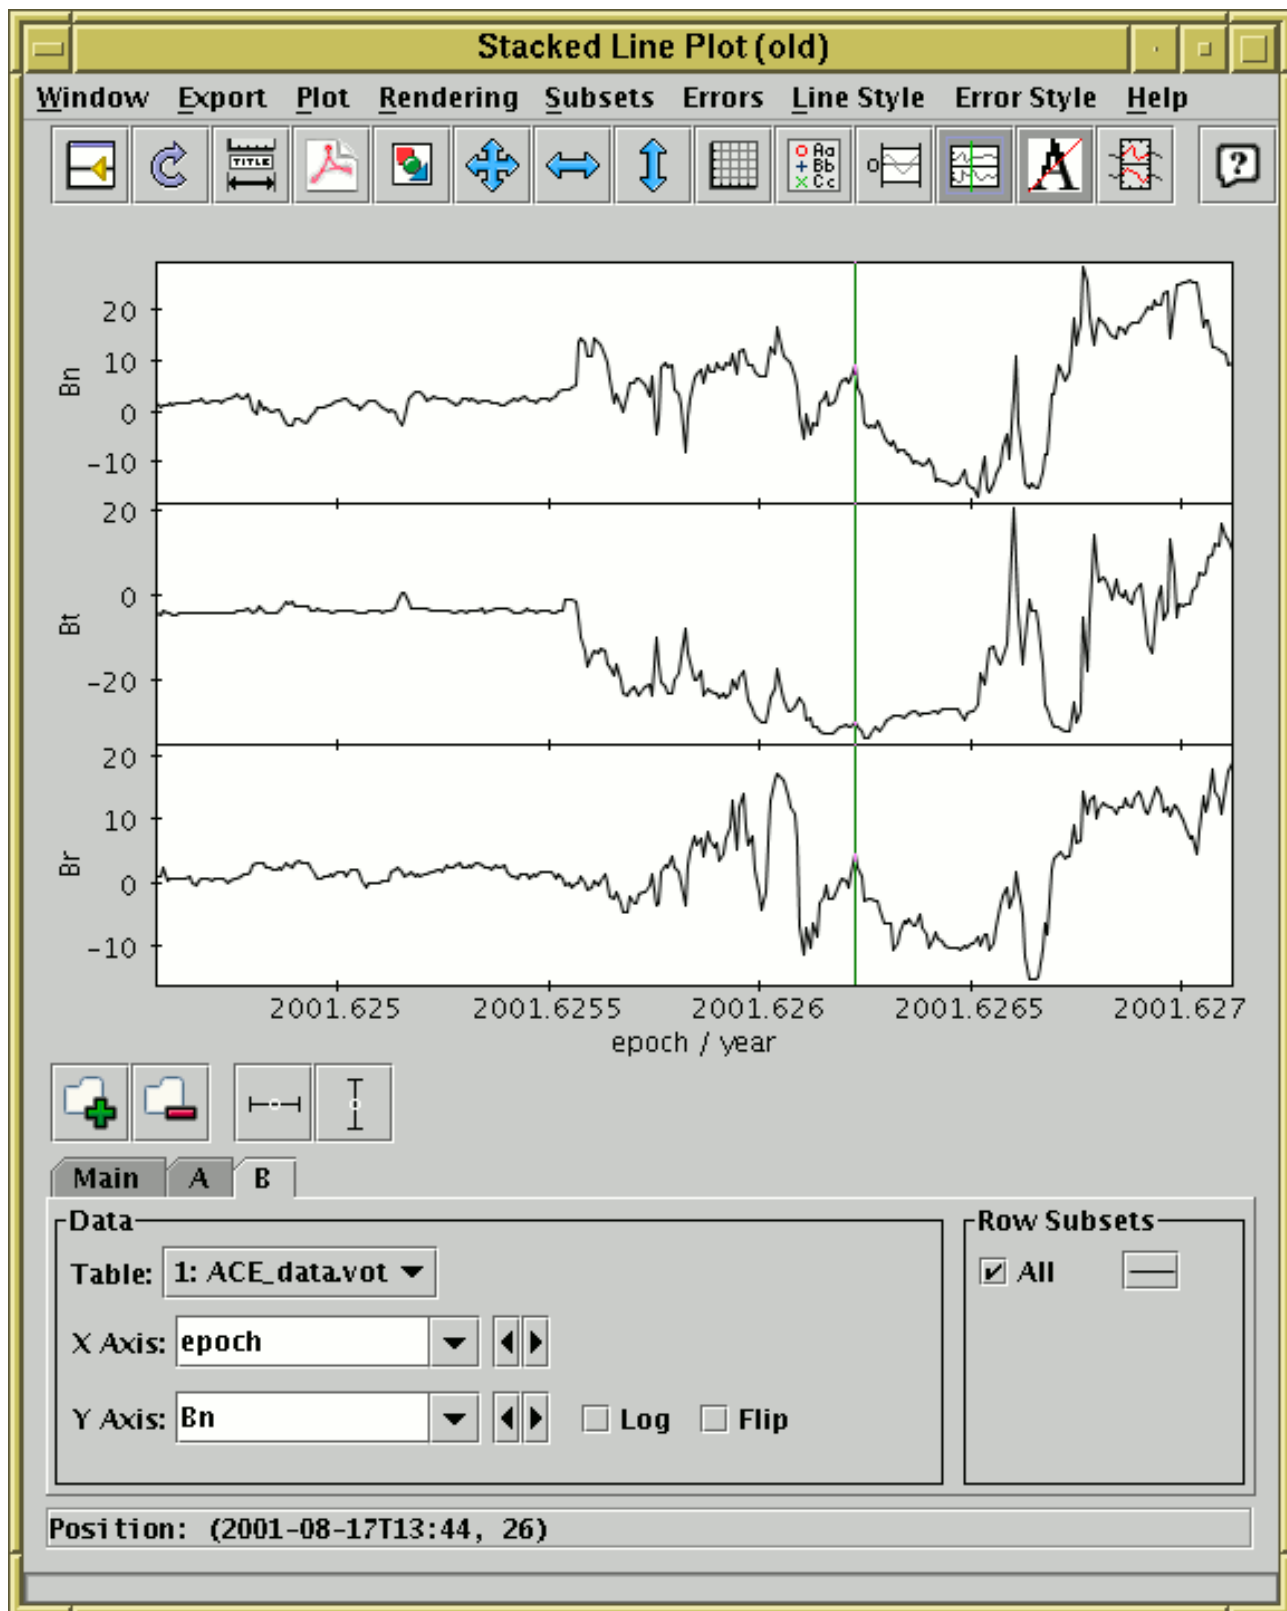 Stacked Line Plot (old)
Window Export Plot Rendering Subsets Errors Line Style Error Style Help
TITLE
Aa
Bb
Cc
A
?
20
10
0
-10
Bn
20
0
-20
Bt
20
10
0
-10
Br
2001.625 2001.6255 2001.626 2001.6265 2001.627
epoch / year
Main A B
Data
Row Subsets
Table: 1: ACE_data.vot
All
X Axis: epoch
Y Axis: Bn Log Flip
Position: (2001-08-17T13:44, 26)